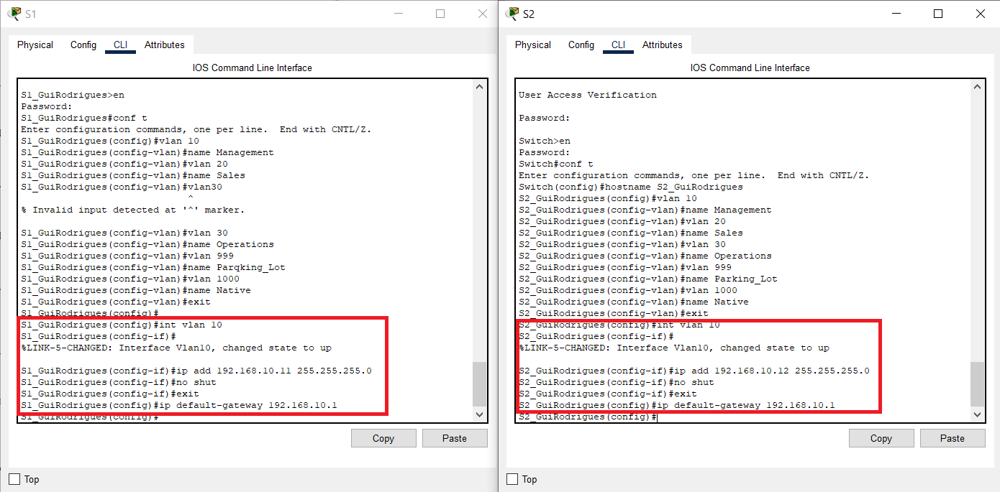 S1
Physical Config CLI Attributes
IOS Command Line Interface
S1_GuiRodrigues>en
Password:
S1_GuiRodrigues#conf t
Enter configuration commands, one per line.  End with CNTL/Z.
S1_GuiRodrigues(config)#vlan 10
S1_GuiRodrigues(config-vlan)#name Management
S1_GuiRodrigues(config-vlan)#vlan 20
S1_GuiRodrigues(config-vlan)#name Sales
S1_GuiRodrigues(config-vlan)#vlan30
^
% Invalid input detected at '^' marker.
S1_GuiRodrigues(config-vlan)#vlan 30
S1_GuiRodrigues(config-vlan)#name Operations
S1_GuiRodrigues(config-vlan)#vlan 999
S1_GuiRodrigues(config-vlan)#name Parqking_Lot
S1_GuiRodrigues(config-vlan)#vlan 1000
S1_GuiRodrigues(config-vlan)#name Native
S1_GuiRodrigues(config-vlan)#exit
S1_GuiRodrigues(config)#
S1_GuiRodrigues(config)#int vlan 10
S1_GuiRodrigues(config-if)#
%LINK-5-CHANGED: Interface Vlan10, changed state to up
S1_GuiRodrigues(config-if)#ip add 192.168.10.11 255.255.255.0
S1_GuiRodrigues(config-if)#no shut
S1_GuiRodrigues(config-if)#exit
S1_GuiRodrigues(config)#ip default-gateway 192.168.10.1
S1_GuiRodrigues(config)#
Copy Paste
Top
S2
Physical Config CLI Attributes
IOS Command Line Interface
User Access Verification
Password:
Switch>en
Password:
Switch#conf t
Enter configuration commands, one per line.  End with CNTL/Z.
Switch(config)#hostname S2_GuiRodrigues
S2_GuiRodrigues(config)#vlan 10
S2_GuiRodrigues(config-vlan)#name Management
S2_GuiRodrigues(config-vlan)#vlan 20
S2_GuiRodrigues(config-vlan)#name Sales
S2_GuiRodrigues(config-vlan)#vlan 30
S2_GuiRodrigues(config-vlan)#name Operations
S2_GuiRodrigues(config-vlan)#vlan 999
S2_GuiRodrigues(config-vlan)#name Parking_Lot
S2_GuiRodrigues(config-vlan)#vlan 1000
S2_GuiRodrigues(config-vlan)#name Native
S2_GuiRodrigues(config-vlan)#exit
S2_GuiRodrigues(config)#int vlan 10
S2_GuiRodrigues(config-if)#
%LINK-5-CHANGED: Interface Vlan10, changed state to up
S2_GuiRodrigues(config-if)#ip add 192.168.10.12 255.255.255.0
S2_GuiRodrigues(config-if)#no shut
S2_GuiRodrigues(config-if)#exit
S2_GuiRodrigues(config)#ip default-gateway 192.168.10.1
S2_GuiRodrigues(config)#
Copy Paste
Top